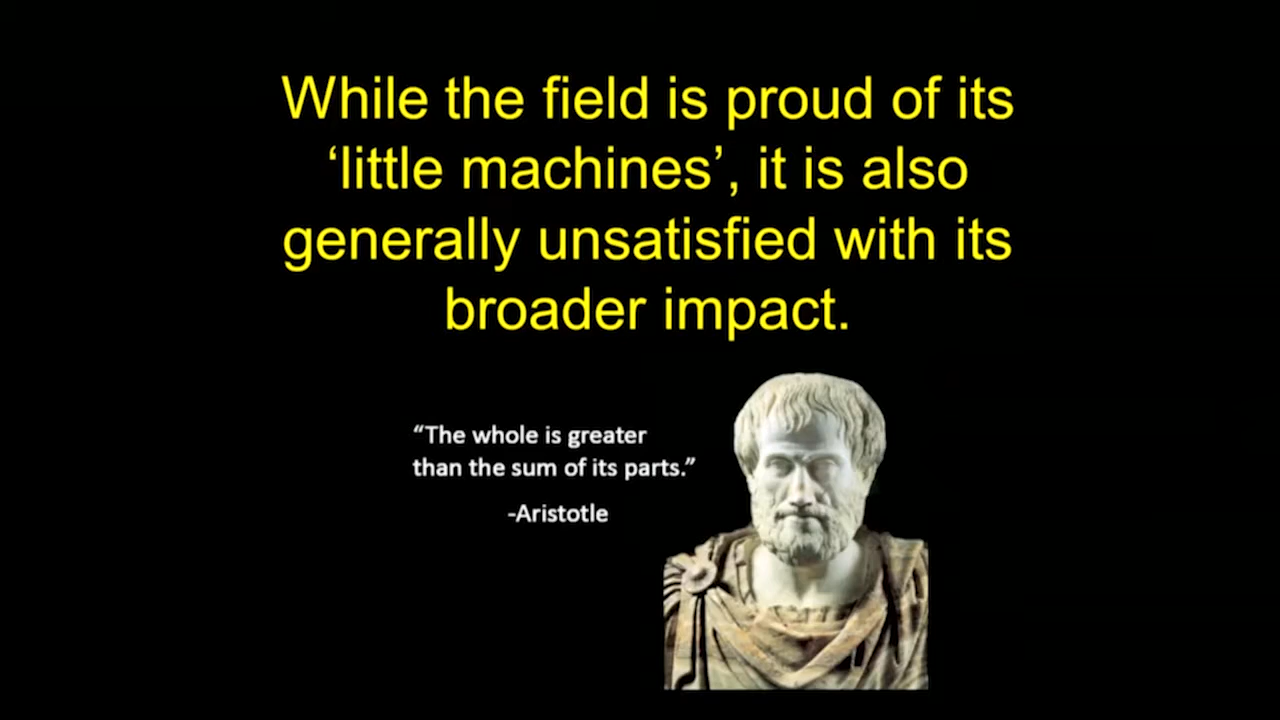 While the field is proud of its
‘little machines’, it is also
generally unsatisfied with its
broader impact.
“The whole is greater
than the sum of its parts.”
-Aristotle